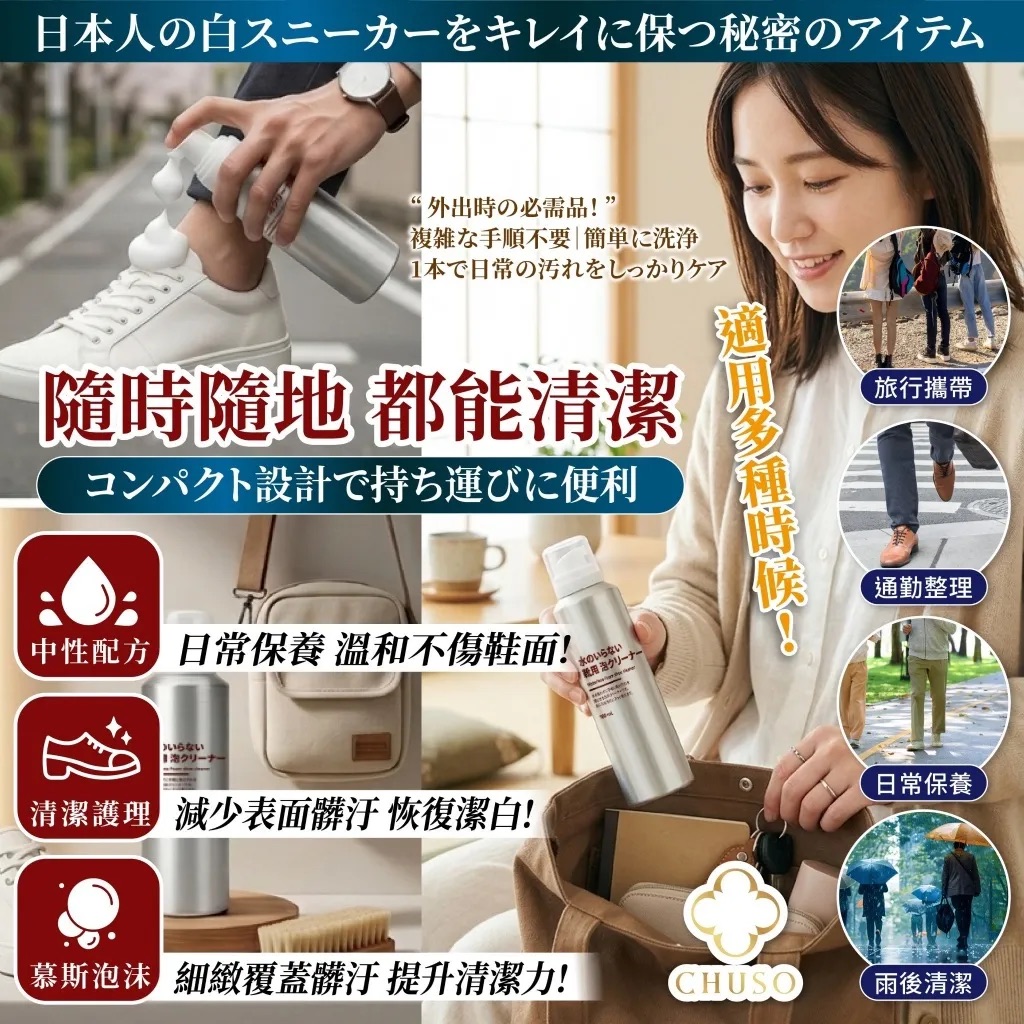 日本人の白スニーカーをキレイに保つ秘密のアイテム
“外出時の必需品！”
複雑な手順不要|簡単に洗浄
1本で日常の汚れをしっかりケア
適用多種時候！
隨時隨地 都能清潔
コンパクト設計で持ち運びに便利
旅行攜帶
通勤整理
日常保養
雨後清潔
中性配方
日常保養 溫和不傷鞋面!
清潔護理
減少表面髒汙 恢復潔白!
慕斯泡沫
細緻覆蓋髒汙 提升清潔力!
水のいらない
靴用 泡クリーナー
のいらない
泡クリーナー
CHUSO